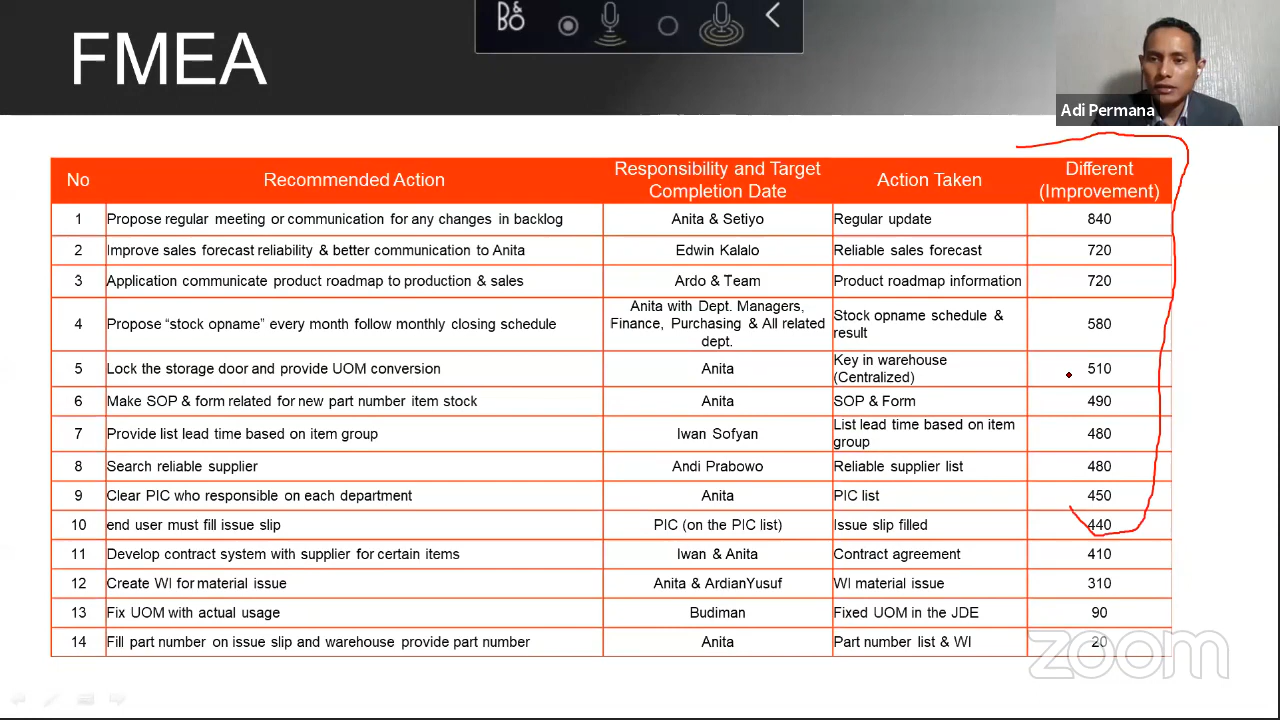 FMEA
B&O
Adi Permana
No Recommended Action Responsibility and Target Completion Date Action Taken Different (Improvement)
1 Propose regular meeting or communication for any changes in backlog Anita & Setiyo Regular update 840
2 Improve sales forecast reliability & better communication to Anita Edwin Kalalo Reliable sales forecast 720
3 Application communicate product roadmap to production & sales Ardo & Team Product roadmap information 720
4 Propose “stock opname” every month follow monthly closing schedule Anita with Dept. Managers, Finance, Purchasing & All related dept. Stock opname schedule & result 580
5 Lock the storage door and provide UOM conversion Anita Key in warehouse (Centralized) 510
6 Make SOP & form related for new part number item stock Anita SOP & Form 490
7 Provide list lead time based on item group Iwan Sofyan List lead time based on item group 480
8 Search reliable supplier Andi Prabowo Reliable supplier list 480
9 Clear PIC who responsible on each department Anita PIC list 450
10 end user must fill issue slip PIC (on the PIC list) Issue slip filled 440
11 Develop contract system with supplier for certain items Iwan & Anita Contract agreement 410
12 Create WI for material issue Anita & ArdianYusuf WI material issue 310
13 Fix UOM with actual usage Budiman Fixed UOM in the JDE 90
14 Fill part number on issue slip and warehouse provide part number Anita Part number list & WI 20
zoom